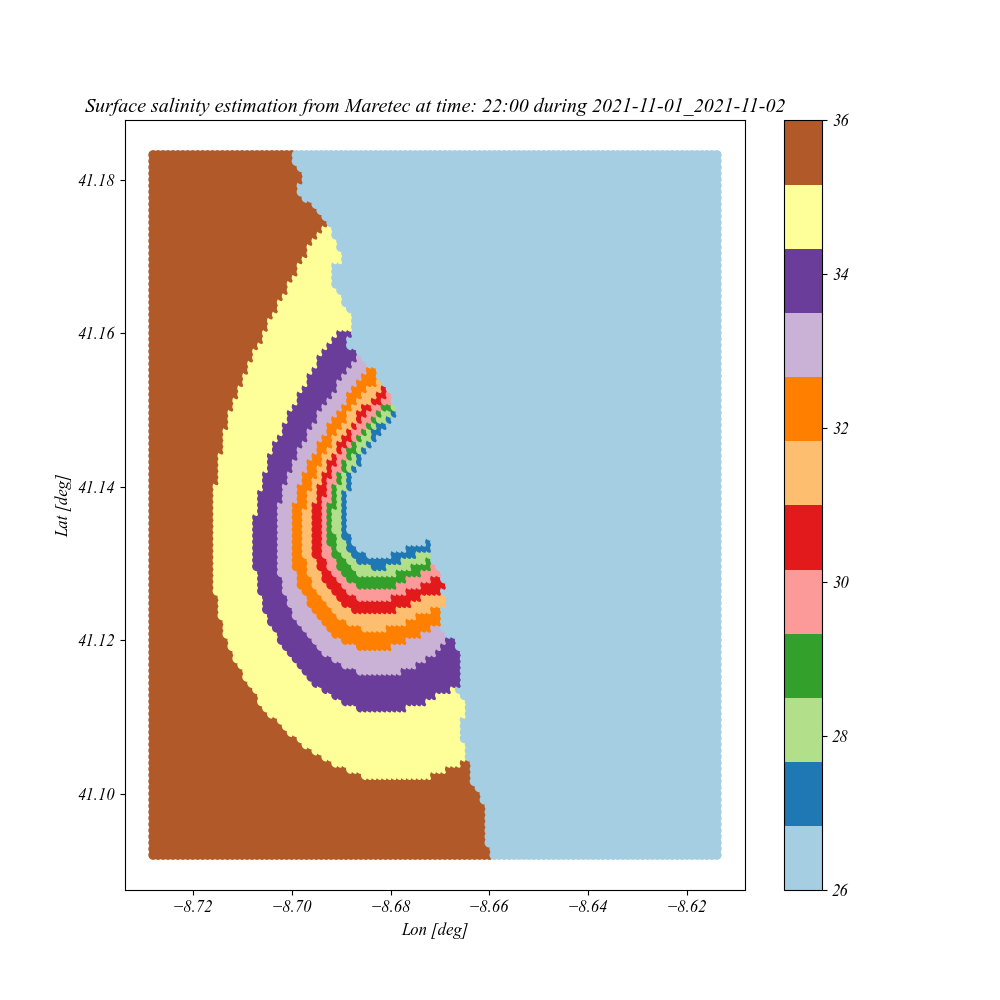 Surface salinity estimation from Maretec at time: 22:00 during 2021-11-01_2021-11-02
36
41.18
34
41.16
32
Lat [deg]
41.14
30
41.12
28
41.10
26
−8.72 −8.70 −8.68 −8.66 −8.64 −8.62
Lon [deg]